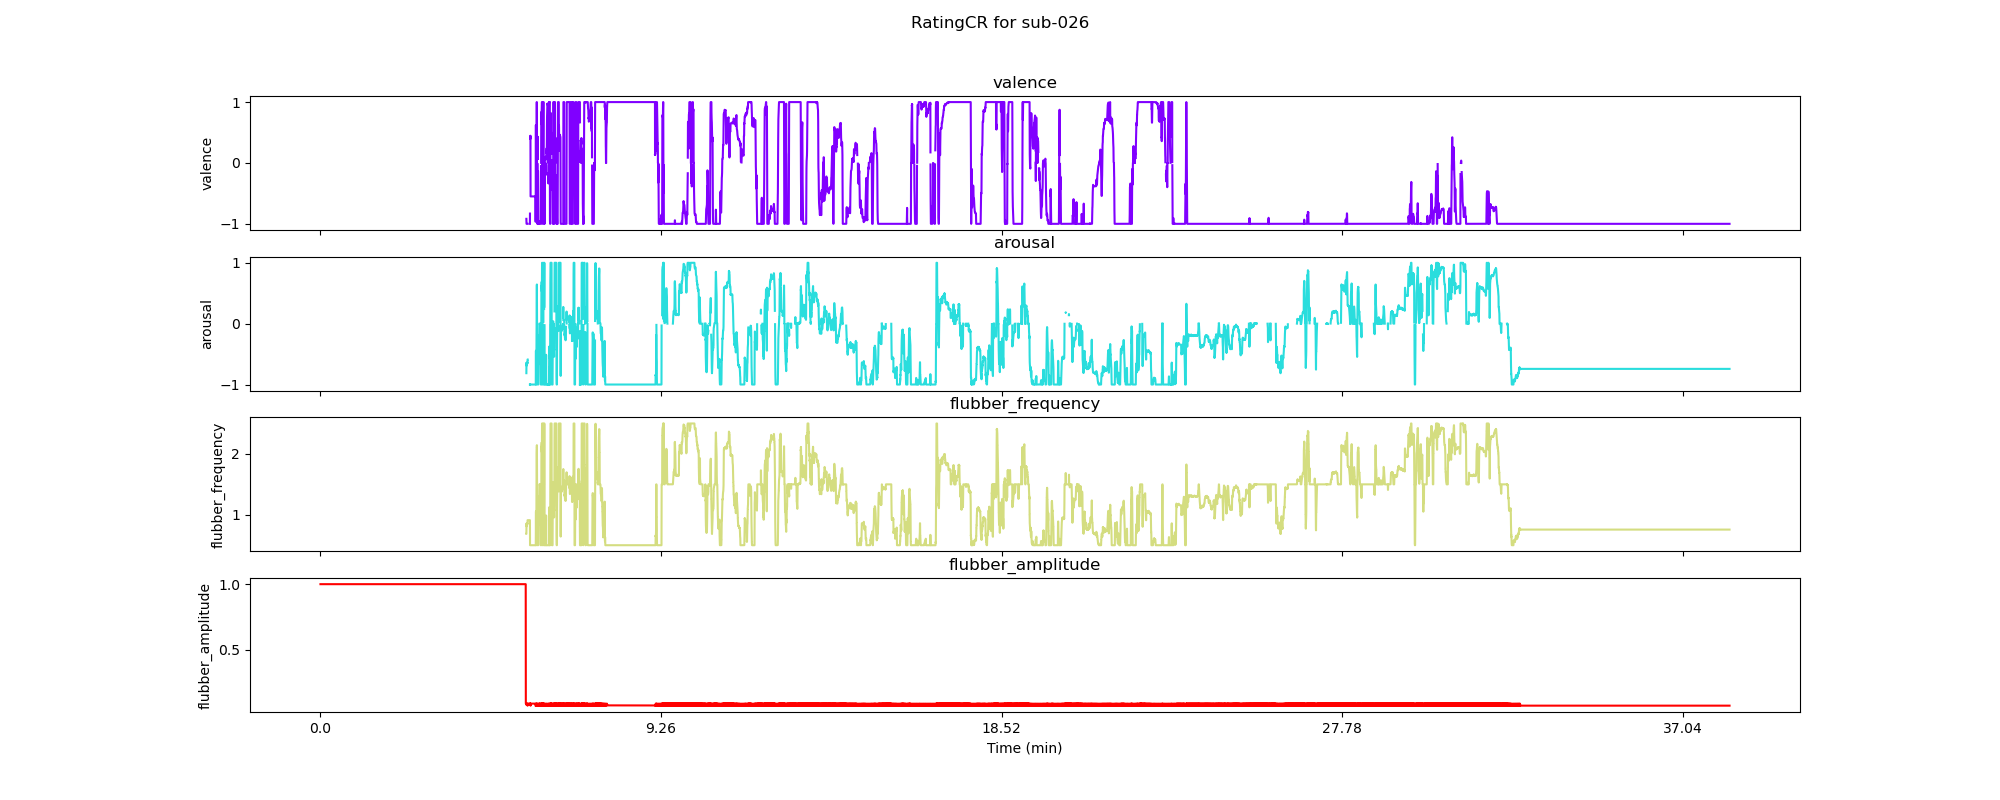 RatingCR for sub-026
valence
valence
1
0
−1
arousal
arousal
1
0
−1
flubber_frequency
flubber_frequency
2
1
flubber_amplitude
flubber_amplitude
1.0
0.5
0.0 9.26 18.52 27.78 37.04
Time (min)